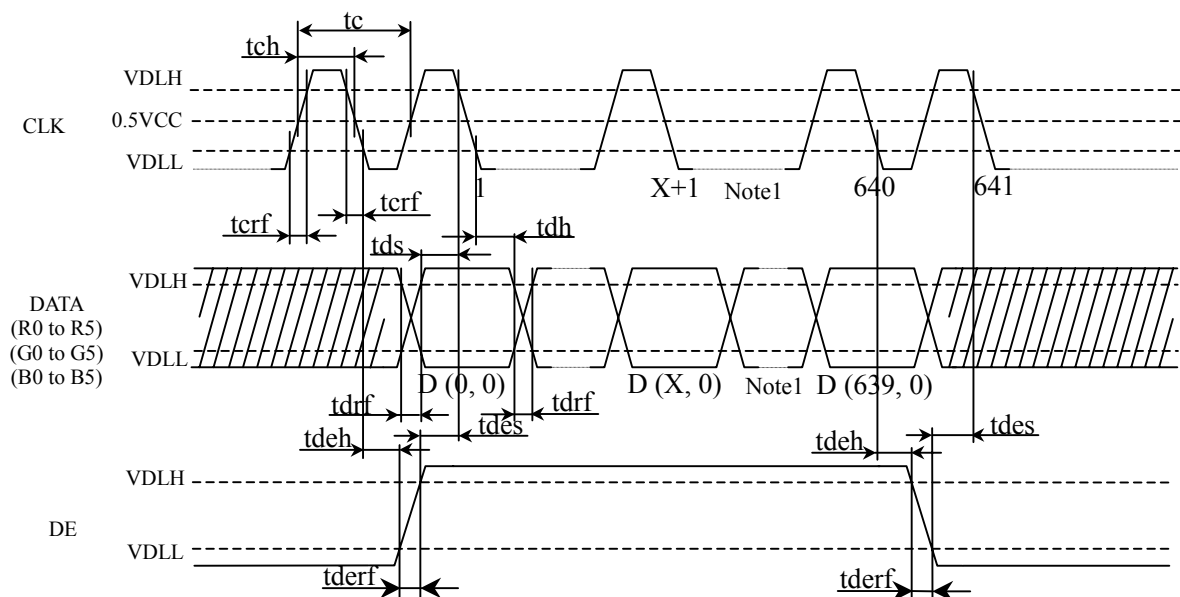 tc
tch
VDLH
CLK
0.5VCC
VDLL
1
X+1
Note1
640
641
tcrf
tcrf
tdh
tds
VDLH
DATA
(R0 to R5)
(G0 to G5)
(B0 to B5)
VDLL
D (0, 0)
D (X, 0)
Note1
D (639, 0)
tdrf
tdrf
tdeh
tdes
tdeh
tdes
VDLH
DE
VDLL
tderf
tderf